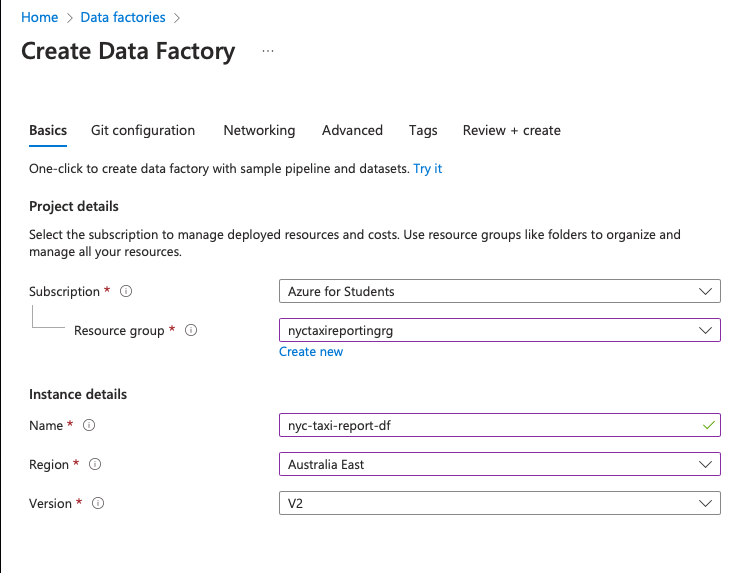 Home > Data factories >
Create Data Factory ...
Basics Git configuration Networking Advanced Tags Review + create
One-click to create data factory with sample pipeline and datasets. Try it
Project details
Select the subscription to manage deployed resources and costs. Use resource groups like folders to organize and
manage all your resources.
Subscription * Azure for Students
Resource group * nyctaxireportingrg
Create new
Instance details
Name * nyc-taxi-report-df
Region * Australia East
Version * V2